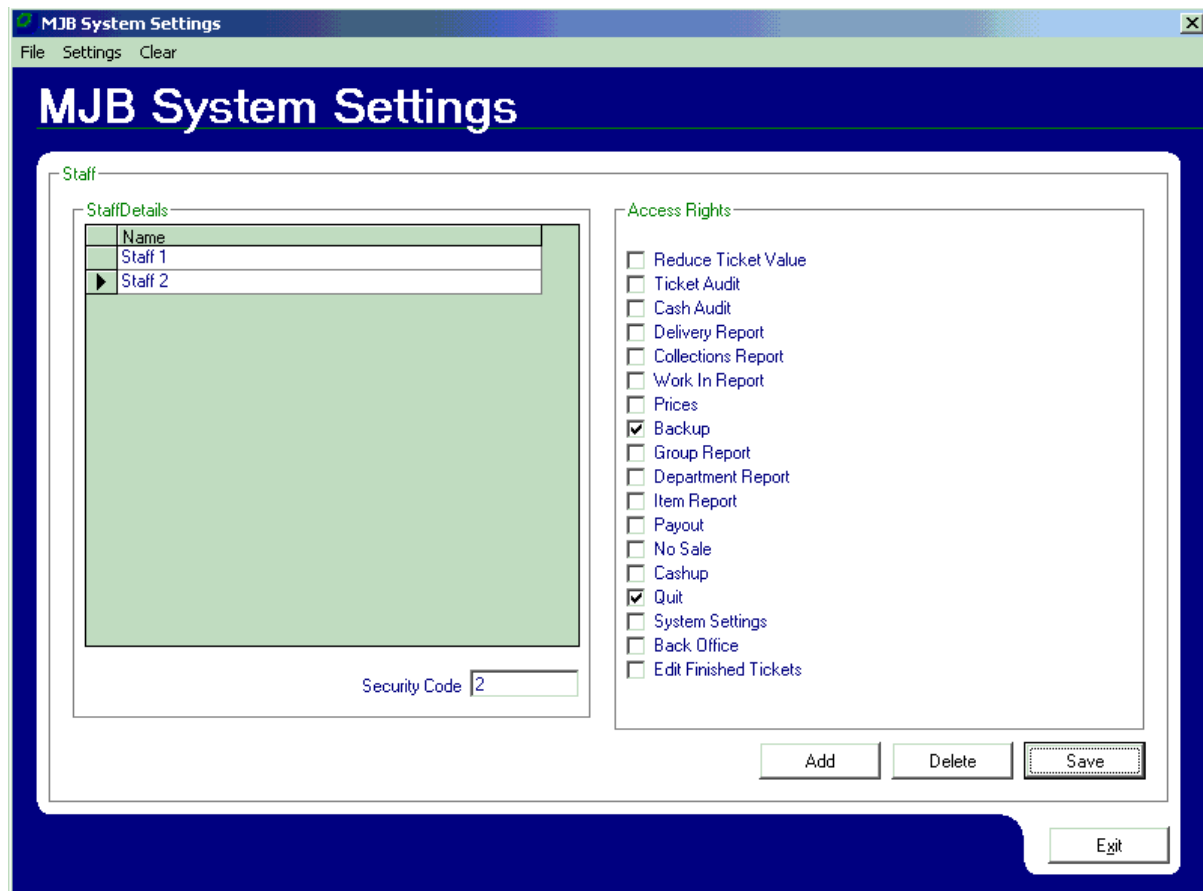 MJB System Settings
File Settings Clear
MJB System Settings
Staff
StaffDetails
Name
Staff 1
Staff 2
Security Code 2
Access Rights
Reduce Ticket Value
Ticket Audit
Cash Audit
Delivery Report
Collections Report
Work In Report
Prices
Backup
Group Report
Department Report
Item Report
Payout
No Sale
Cashup
Quit
System Settings
Back Office
Edit Finished Tickets
Add Delete Save
Exit